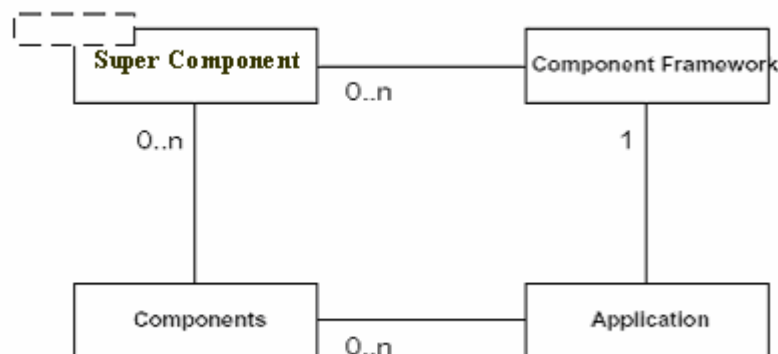 Super Component
Component Framework
0..n
0..n
1
Components
Application
0..n